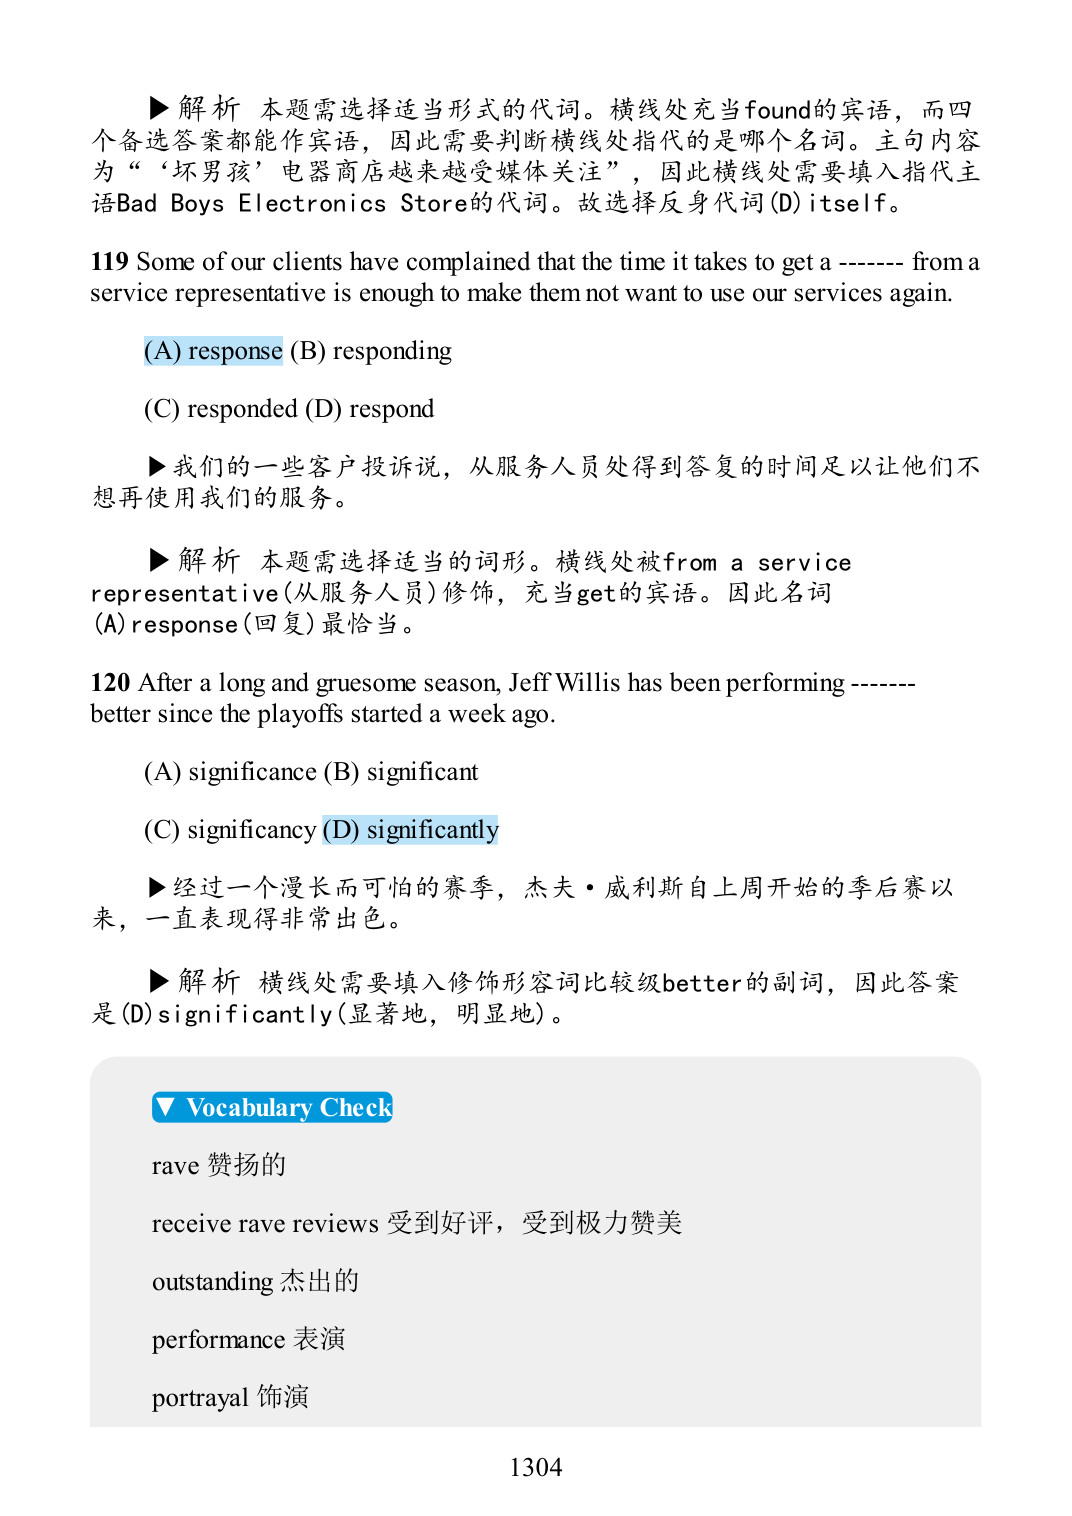 ▶解析 本题需选择适当形式的代词。横线处充当found的宾语，而四
个备选答案都能作宾语，因此需要判断横线处指代的是哪个名词。主句内容
为“‘坏男孩’电器商店越来越受媒体关注”，因此横线处需要填入指代主
语Bad Boys Electronics Store的代词。故选择反身代词(D)itself。
119 Some of our clients have complained that the time it takes to get a ------- from a
service representative is enough to make them not want to use our services again.
(A) response (B) responding
(C) responded (D) respond
▶我们的一些客户投诉说，从服务人员处得到答复的时间足以让他们不
想再使用我们的服务。
▶解析 本题需选择适当的词形。横线处被from a service
representative(从服务人员)修饰，充当get的宾语。因此名词
(A)response(回复)最恰当。
120 After a long and gruesome season, Jeff Willis has been performing -------
better since the playoffs started a week ago.
(A) significance (B) significant
(C) significancy (D) significantly
▶经过一个漫长而可怕的赛季，杰夫·威利斯自上周开始的季后赛以
来，一直表现得非常出色。
▶解析 横线处需要填入修饰形容词比较级better的副词，因此答案
是(D)significantly(显著地，明显地)。
▼ Vocabulary Check
rave 赞扬的
receive rave reviews 受到好评，受到极力赞美
outstanding 杰出的
performance 表演
portrayal 饰演
1304